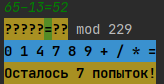 65-13=52
?????=?? mod 229
0 1 4 7 8 9 + / * =
Осталось 7 попыток!